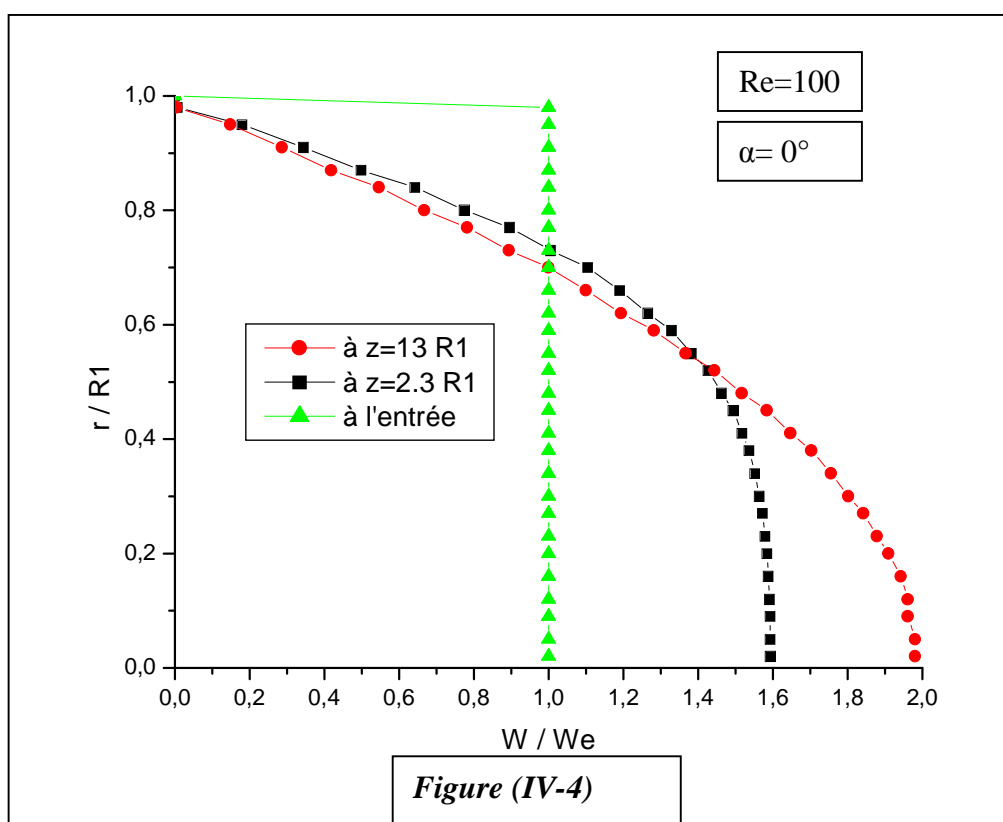 Re=100
α= 0°
1,0
0,8
0,6
0,4
0,2
0,0
r / R1
à z=13 R1
à z=2.3 R1
à l'entrée
0,0 0,2 0,4 0,6 0,8 1,0 1,2 1,4 1,6 1,8 2,0
W / We
Figure (IV-4)